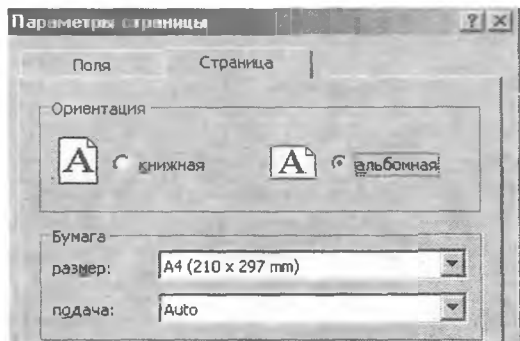 Параметры страницы
Поля Страница
Ориентация
A книжная A альбомная
Бумага
размер: A4 (210 x 297 mm)
подача: Auto